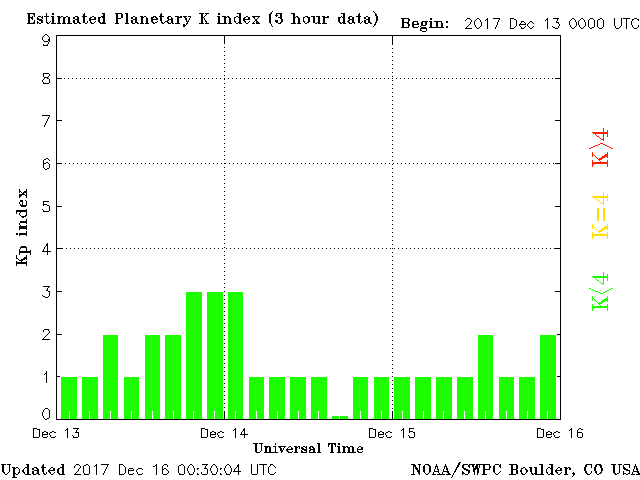 Estimated Planetary K index (3 hour data) Begin: 2017 Dec 13 0000 UTC
9
8
7
6
5
4
3
2
1
0
Kp index
K>4
K=4
K<4
Dec 13 Dec 14 Dec 15 Dec 16
Universal Time
Updated 2017 Dec 16 00:30:04 UTC NOAA/SWPC Boulder, CO USA